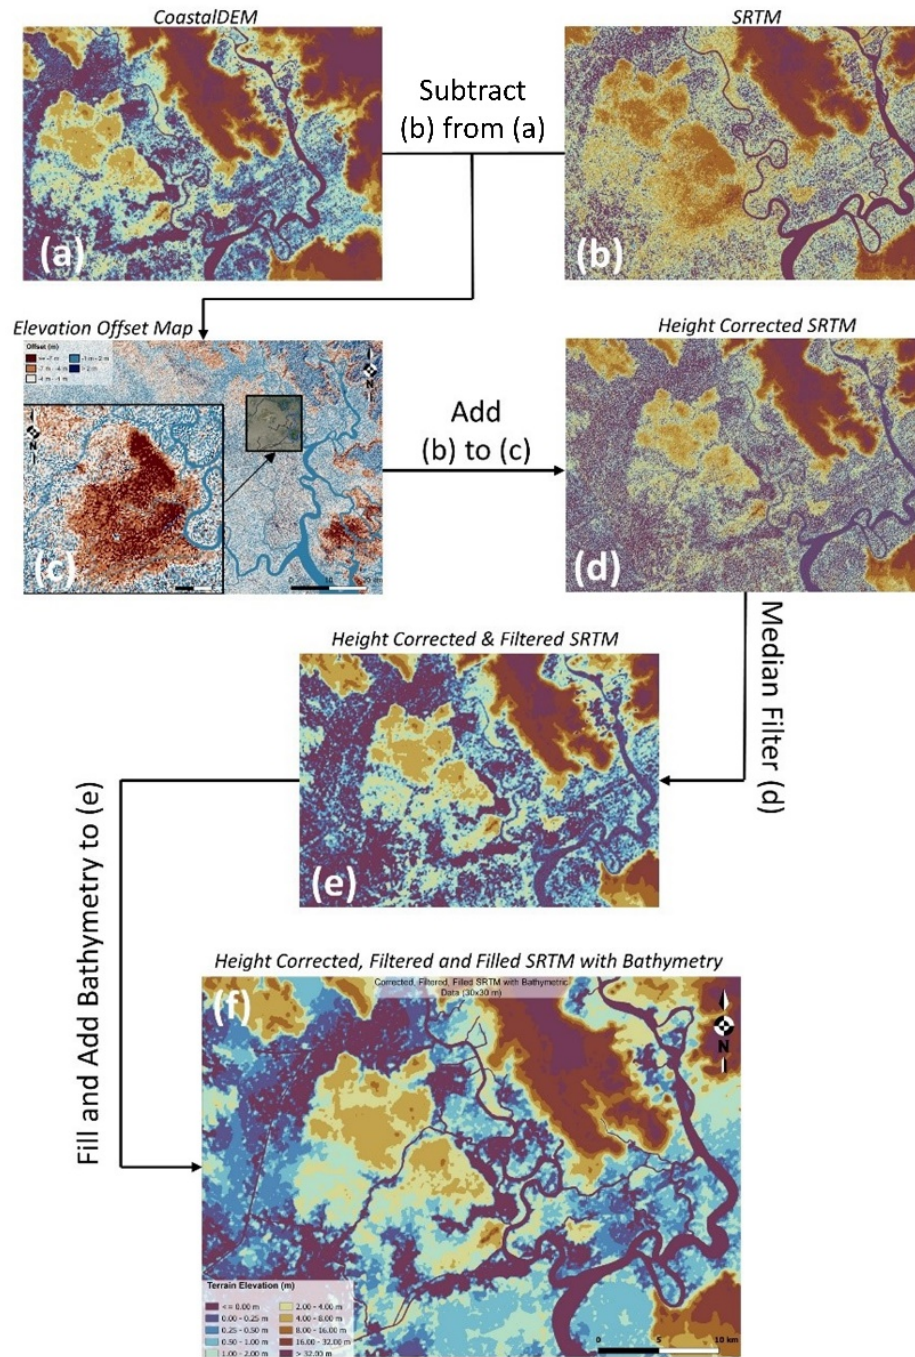 CoastalDEM
SRTM
Subtract
(b) from (a)
(a)
(b)
Elevation Offset Map
Height Corrected SRTM
Offset (m)
N
N
Add
(b) to (c)
(c)
(d)
Height Corrected & Filtered SRTM
Median Filter (d)
(e)
Fill and Add Bathymetry to (e)
Height Corrected, Filtered and Filled SRTM with Bathymetry
(f)
Corrected, Filtered, Filled SRTM with Bathymetric
Data (30x30 m)
N
Terrain Elevation (m)
<= 0.00 m 2.00 - 4.00 m
0.00 - 0.25 m 4.00 - 8.00 m
0.25 - 0.50 m 8.00 - 16.00 m
0.50 - 1.00 m 16.00 - 32.00 m
1.00 - 2.00 m > 32.00 m
0 5 10 km